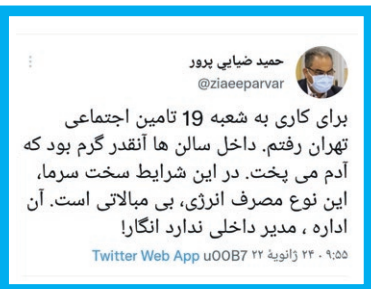 حمید ضیایی پرور
@ziaeeparvar
برای کاری به شعبه 19 تامین اجتماعی
تهران رفتم. داخل سالن ها آنقدر گرم بود که
آدم می پخت. در این شرایط سخت سرما،
این نوع مصرف انرژی، بی مبالاتی است. آن
اداره ، مدیر داخلی ندارد انگار!
۹:۵۵ - ۲۴ ژانویهٔ ۲۲ u00B7 Twitter Web App